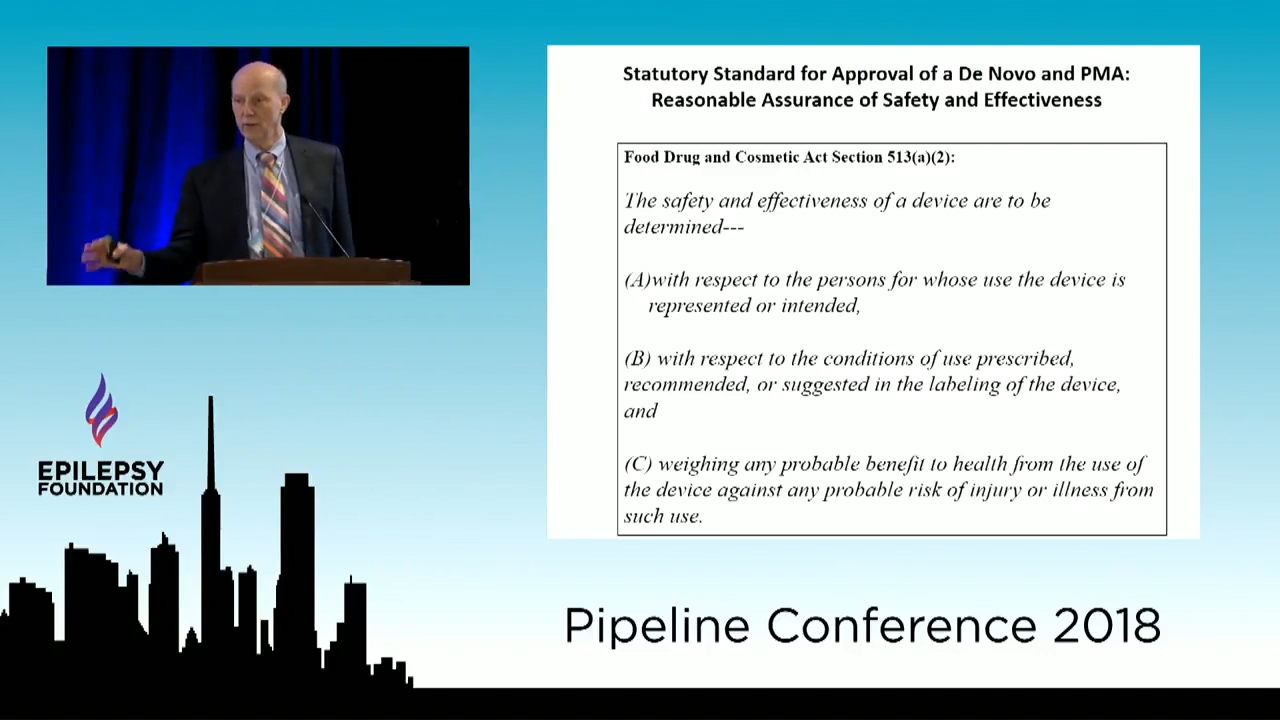 Statutory Standard for Approval of a De Novo and PMA:
Reasonable Assurance of Safety and Effectiveness
Food Drug and Cosmetic Act Section 513(a)(2):
The safety and effectiveness of a device are to be
determined---
(A)with respect to the persons for whose use the device is
represented or intended,
(B) with respect to the conditions of use prescribed,
recommended, or suggested in the labeling of the device,
and
(C) weighing any probable benefit to health from the use of
the device against any probable risk of injury or illness from
such use.
EPILEPSY
FOUNDATION
Pipeline Conference 2018